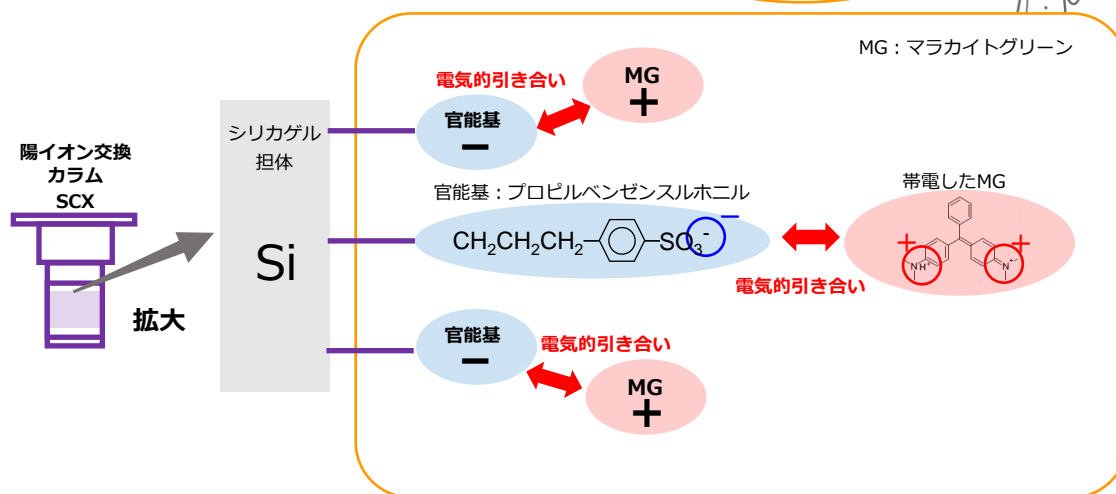 MG：マラカイトグリーン
電気的引き合い
MG
+
官能基
−
シリカゲル
担体
陽イオン交換
カラム
SCX
帯電したMG
官能基：プロピルベンゼンスルホニル
−
CH₂CH₂CH₂
SO₃⁻
+
+
NH⁺
N⁺
Si
電気的引き合い
拡大
官能基
−
電気的引き合い
MG
+